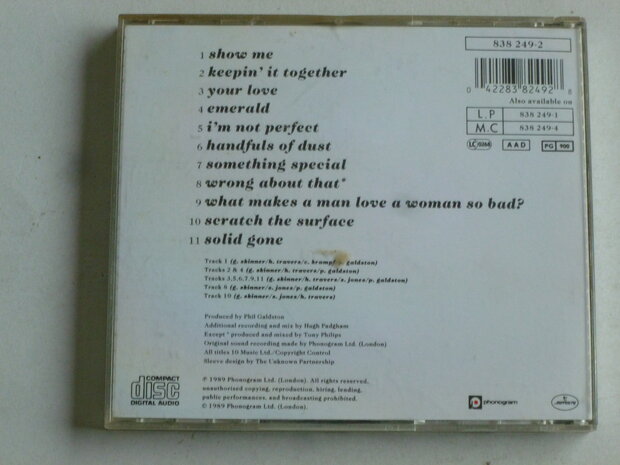 1 show me
2 keepin' it together
3 your love
4 emerald
5 i'm not perfect
6 handfuls of dust
7 something special
8 wrong about that*
9 what makes a man love a woman so bad?
10 scratch the surface
11 solid gone
Track 1 (g. skinner/h. travers/c. bramp/p. galdston)
Tracks 2 & 4 (g. skinner/h. travers/p. galdston)
Tracks 3,5,6,7,9,11 (g. skinner/h. travers/s. jones/p. galdston)
Track 8 (g. skinner/s. jones/p. galdston)
Track 10 (g. skinner/s. jones/h. travers)
Produced by Phil Galdston
Additional recording and mix by Hugh Padgham
Except * produced and mixed by Tony Philips
Original sound recording made by Phonogram Ltd. (London)
All titles 10 Music Ltd./Copyright Control
Sleeve design by The Unknown Partnership
℗ 1989 Phonogram Ltd. (London). All rights reserved,
unauthorised copying, reproduction, hiring, lending,
public performances, and broadcasting prohibited.
© 1989 Phonogram Ltd. (London).
838 249-2
0 42283 82492 8
Also available on
L.P 838 249-1
M.C 838 249-4
LC 0268 AAD PG 900
COMPACT
disc
DIGITAL AUDIO
phonogram
mercury